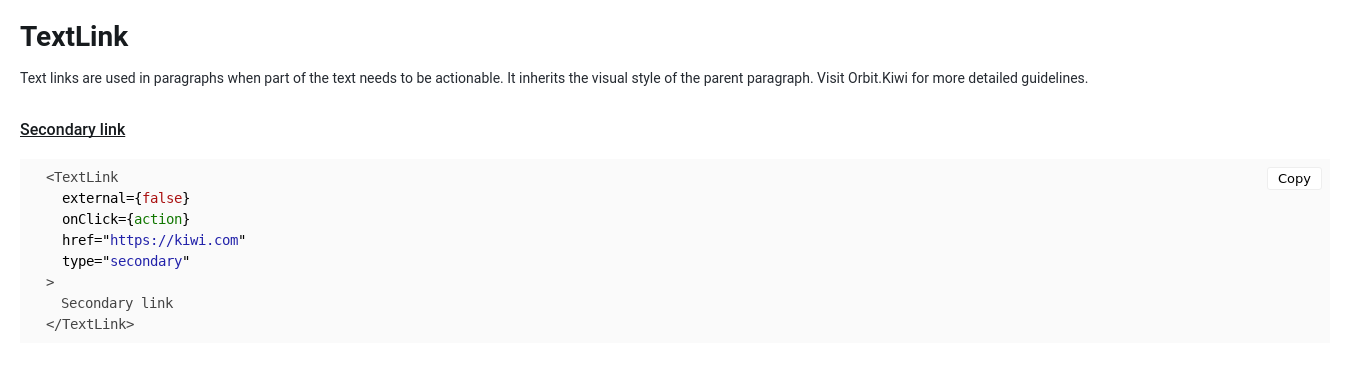 TextLink
Text links are used in paragraphs when part of the text needs to be actionable. It inherits the visual style of the parent paragraph. Visit Orbit.Kiwi for more detailed guidelines.
Secondary link
Copy
<TextLink
  external={false}
  onClick={action}
  href="https://kiwi.com"
  type="secondary"
>
  Secondary link
</TextLink>